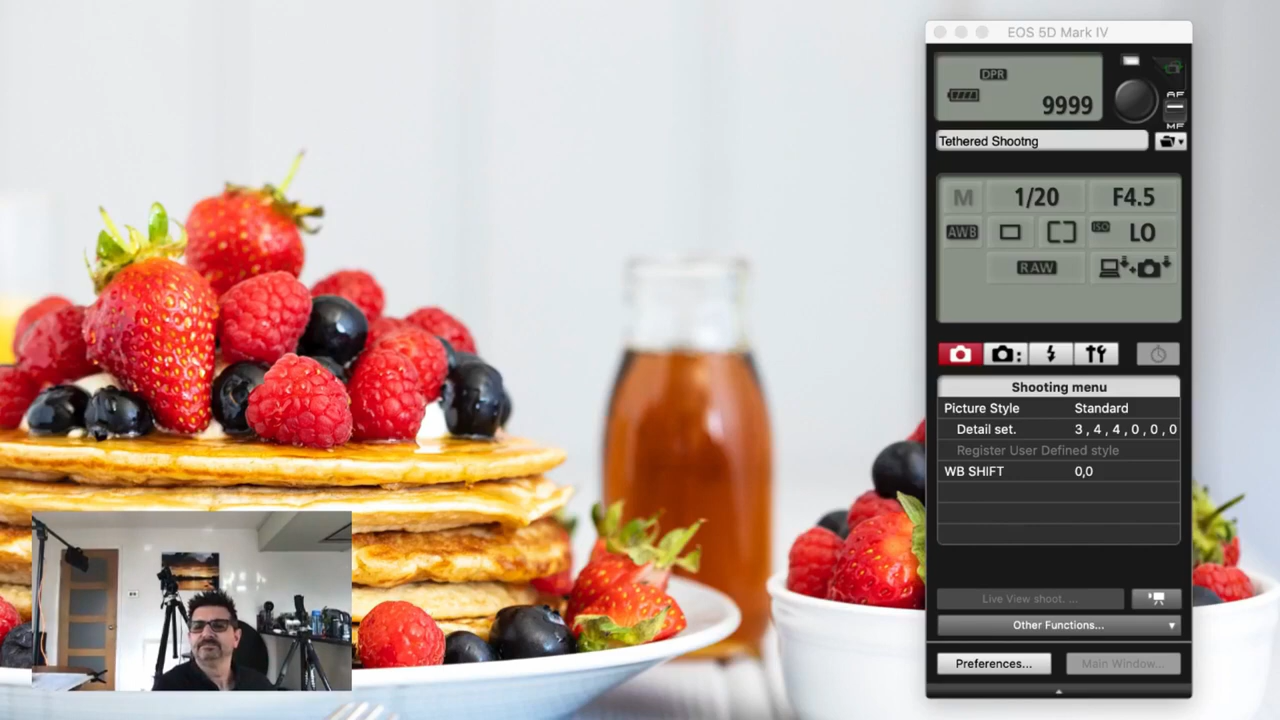 EOS 5D Mark IV
DPR
9999
AF
MF
Tethered Shootng
M 1/20 F4.5
AWB ISO LO
RAW
Shooting menu
Picture Style Standard
Detail set. 3,4,4,0,0,0
Register User Defined style
WB SHIFT 0,0
Live View shoot. ...
Other Functions...
Preferences... Main Window...